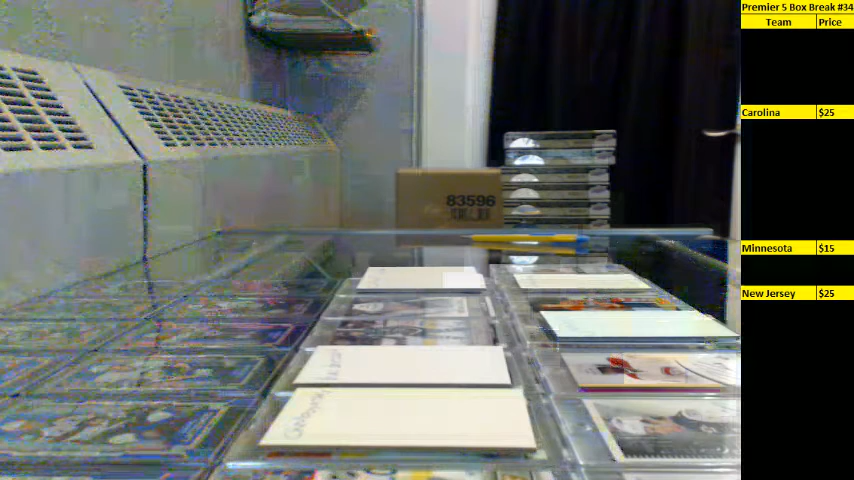 Premier 5 Box Break #34
Team Price
Carolina $25
Minnesota $15
New Jersey $25
83596